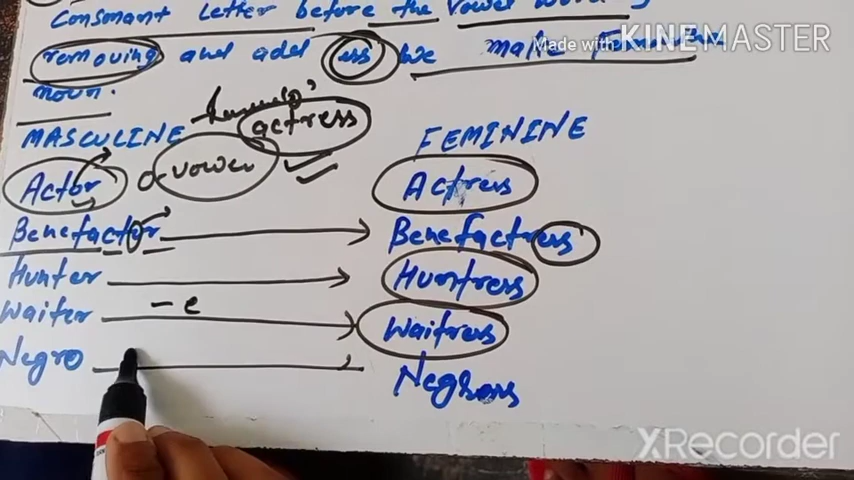 Consonant Letter before the Vowel
Made with KINEMASTER
removing and add ess we make Feminine
noun.
MASCULINE actress FEMININE
Actor vowel Actress
Benefactor Benefactress
Hunter Huntress
Waiter - e Waitress
Negro Negress
XRecorder